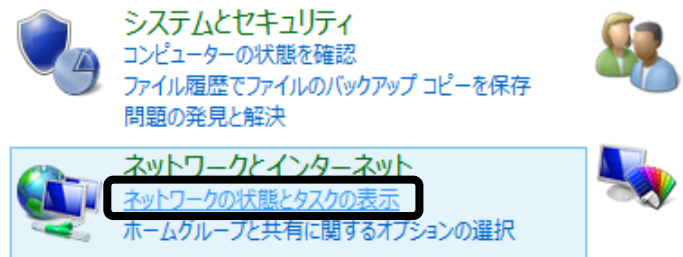 システムとセキュリティ
コンピューターの状態を確認
ファイル履歴でファイルのバックアップ コピーを保存
問題の発見と解決
ネットワークとインターネット
ネットワークの状態とタスクの表示
ホームグループと共有に関するオプションの選択